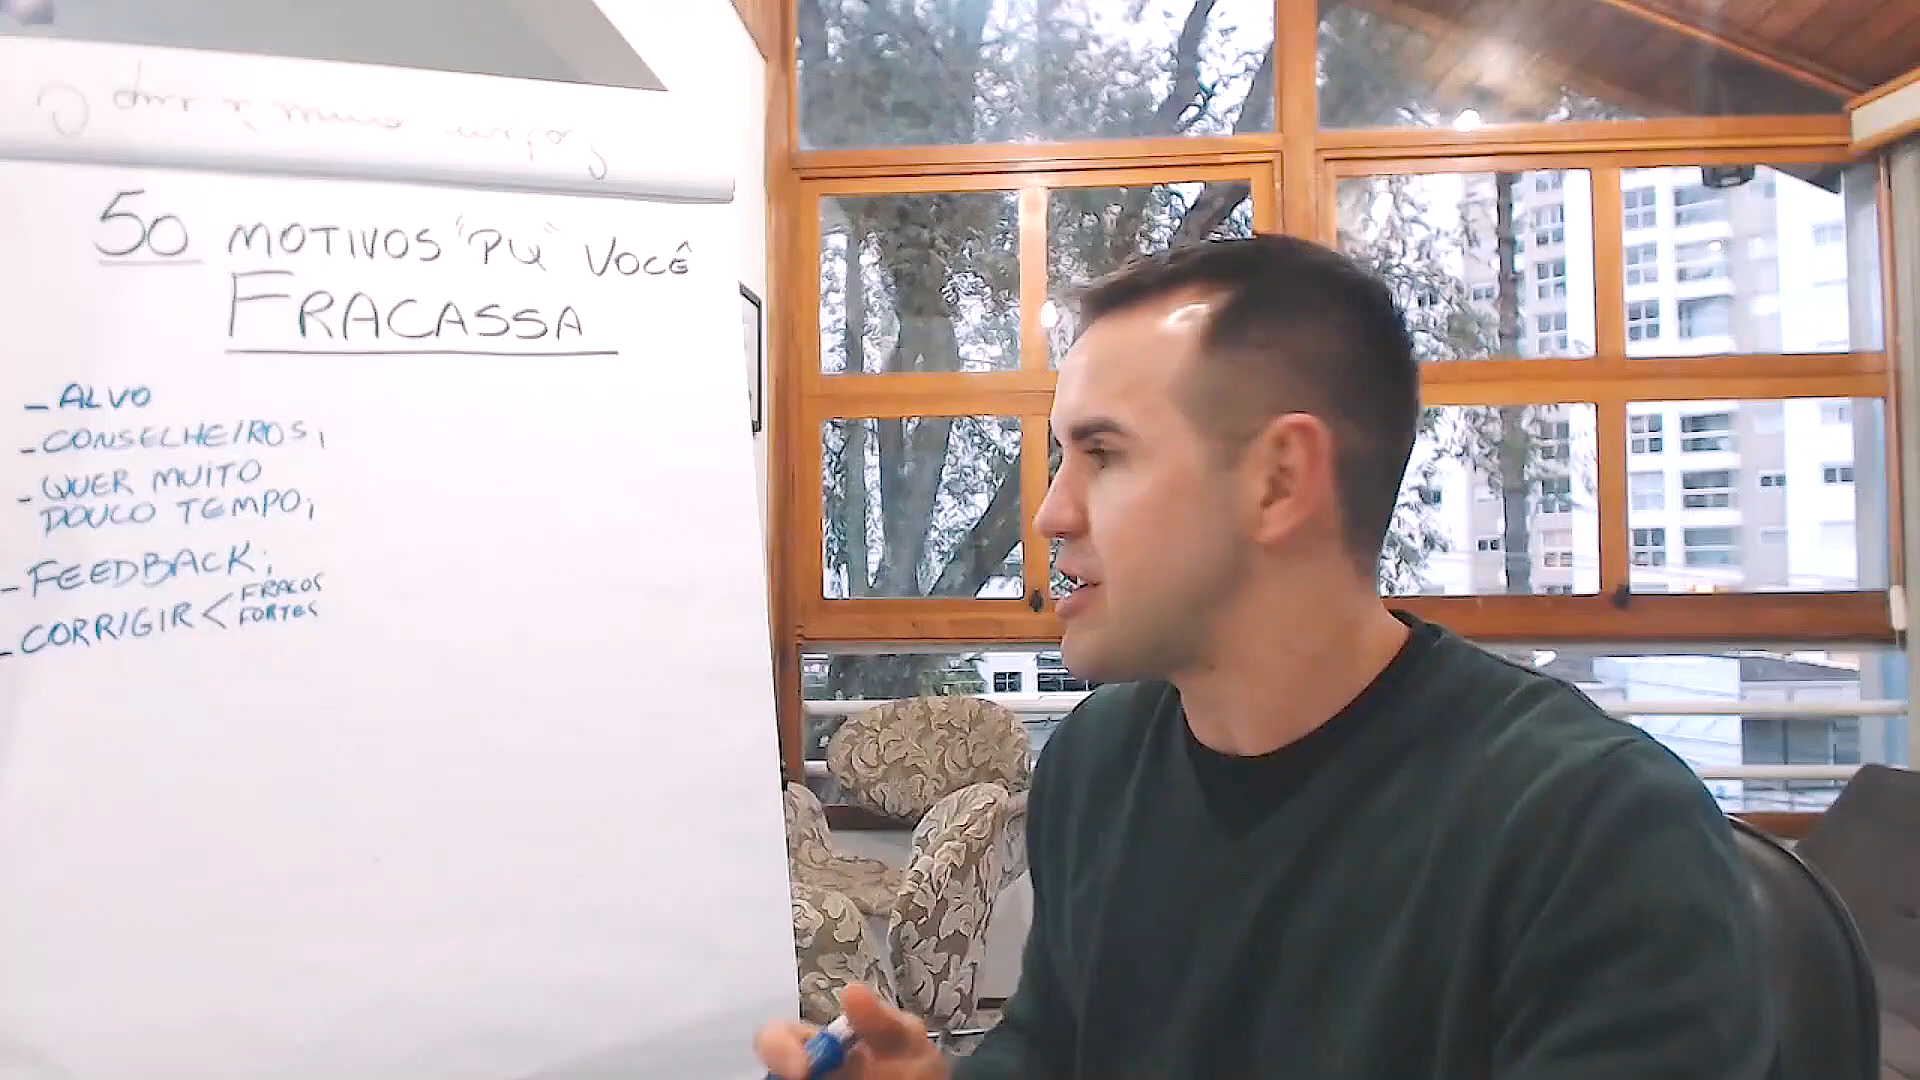 50 MOTIVOS "PQ" VOCÊ
FRACASSA
- ALVO
- CONSELHEIROS;
- QUER MUITO
POUCO TEMPO;
- FEEDBACK;
- CORRIGIR < FRACOS
FORTES